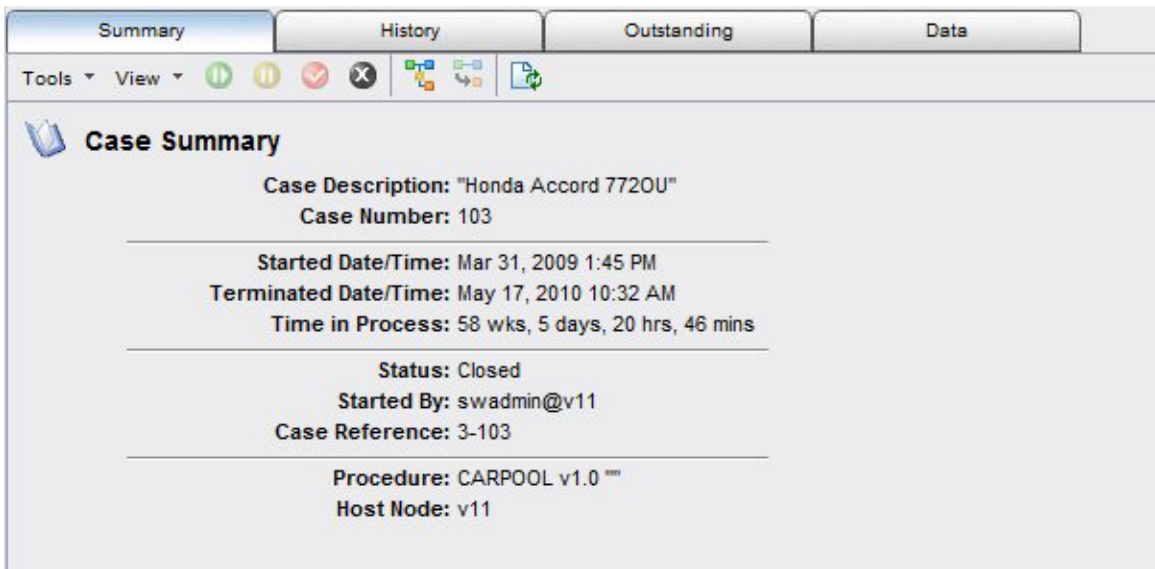 Summary History Outstanding Data
Tools View
Case Summary
Case Description: "Honda Accord 772OU"
Case Number: 103
Started Date/Time: Mar 31, 2009 1:45 PM
Terminated Date/Time: May 17, 2010 10:32 AM
Time in Process: 58 wks, 5 days, 20 hrs, 46 mins
Status: Closed
Started By: swadmin@v11
Case Reference: 3-103
Procedure: CARPOOL v1.0 ""
Host Node: v11